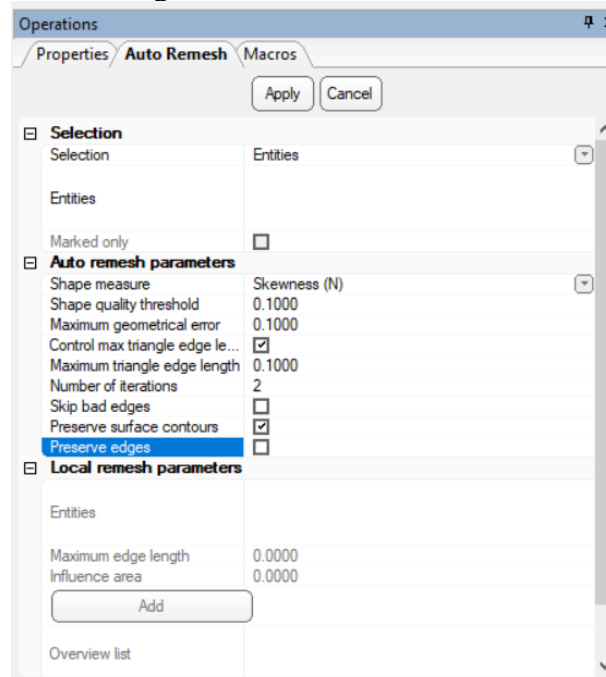 Operations
Properties Auto Remesh Macros
Apply Cancel
Selection
Selection Entities
Entities
Marked only
Auto remesh parameters
Shape measure Skewness (N)
Shape quality threshold 0.1000
Maximum geometrical error 0.1000
Control max triangle edge le...
Maximum triangle edge length 0.1000
Number of iterations 2
Skip bad edges
Preserve surface contours
Preserve edges
Local remesh parameters
Entities
Maximum edge length 0.0000
Influence area 0.0000
Add
Overview list